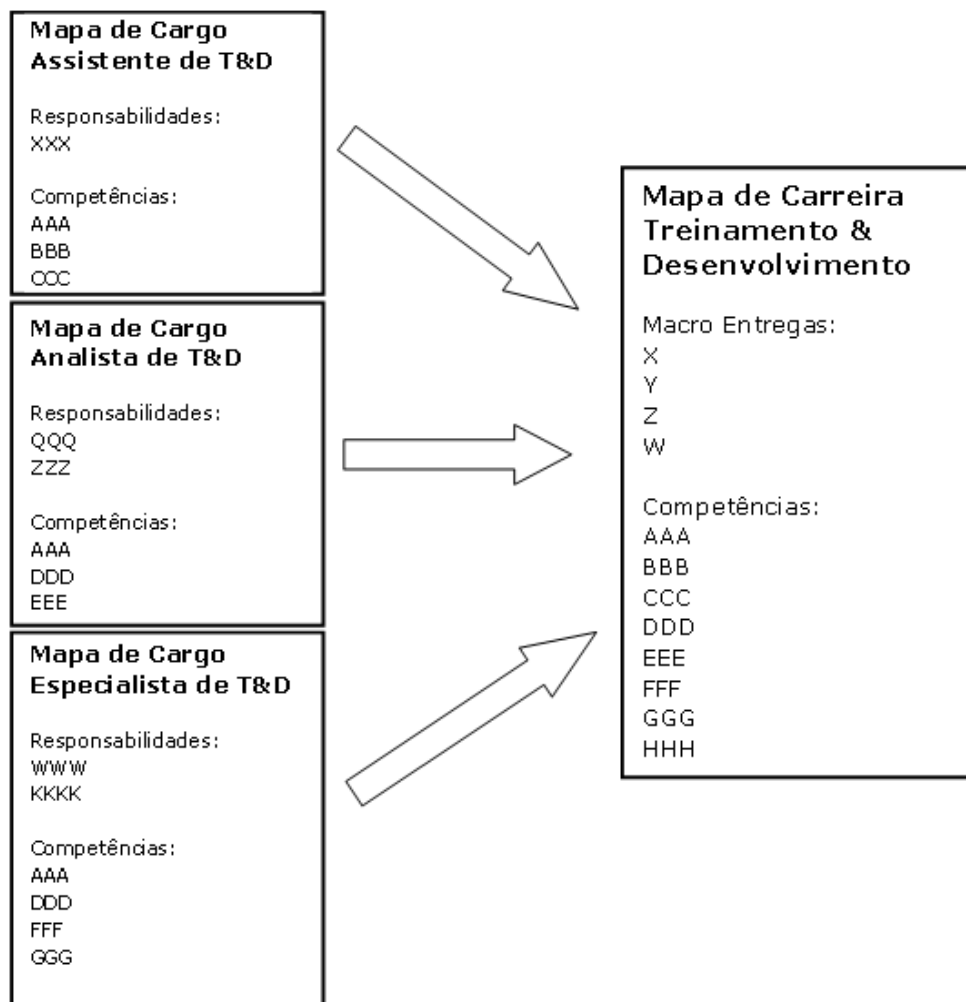 Mapa de Cargo
Assistente de T&D
Responsabilidades:
XXX
Competências:
AAA
BBB
CCC
Mapa de Cargo
Analista de T&D
Responsabilidades:
QQQ
ZZZ
Competências:
AAA
DDD
EEE
Mapa de Cargo
Especialista de T&D
Responsabilidades:
WWW
KKKK
Competências:
AAA
DDD
FFF
GGG
Mapa de Carreira
Treinamento &
Desenvolvimento
Macro Entregas:
X
Y
Z
W
Competências:
AAA
BBB
CCC
DDD
EEE
FFF
GGG
HHH